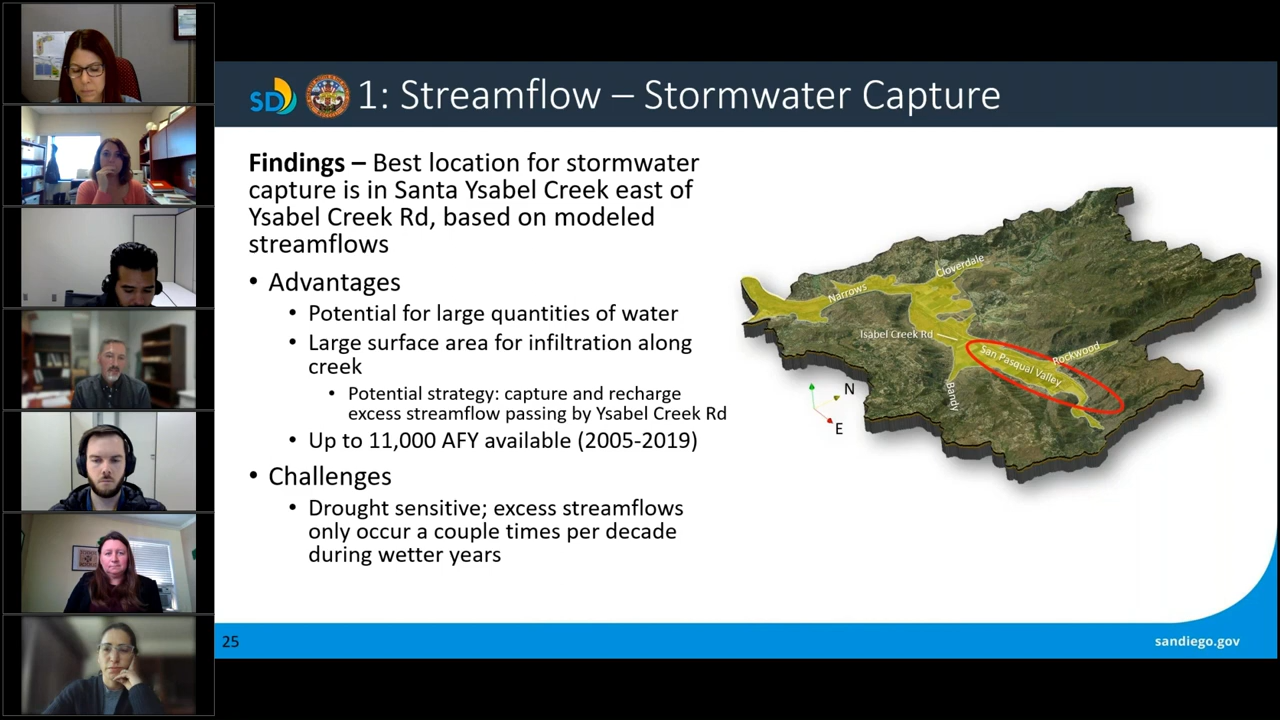 SD
1: Streamflow – Stormwater Capture
Findings – Best location for stormwater
capture is in Santa Ysabel Creek east of
Ysabel Creek Rd, based on modeled
streamflows
• Advantages
• Potential for large quantities of water
• Large surface area for infiltration along
creek
• Potential strategy: capture and recharge
excess streamflow passing by Ysabel Creek Rd
• Up to 11,000 AFY available (2005-2019)
• Challenges
• Drought sensitive; excess streamflows
only occur a couple times per decade
during wetter years
Cloverdale
Narrows
Isabel Creek Rd
San Pasqual Valley
Rockwood
Bandy
N
E
25
sandiego.gov